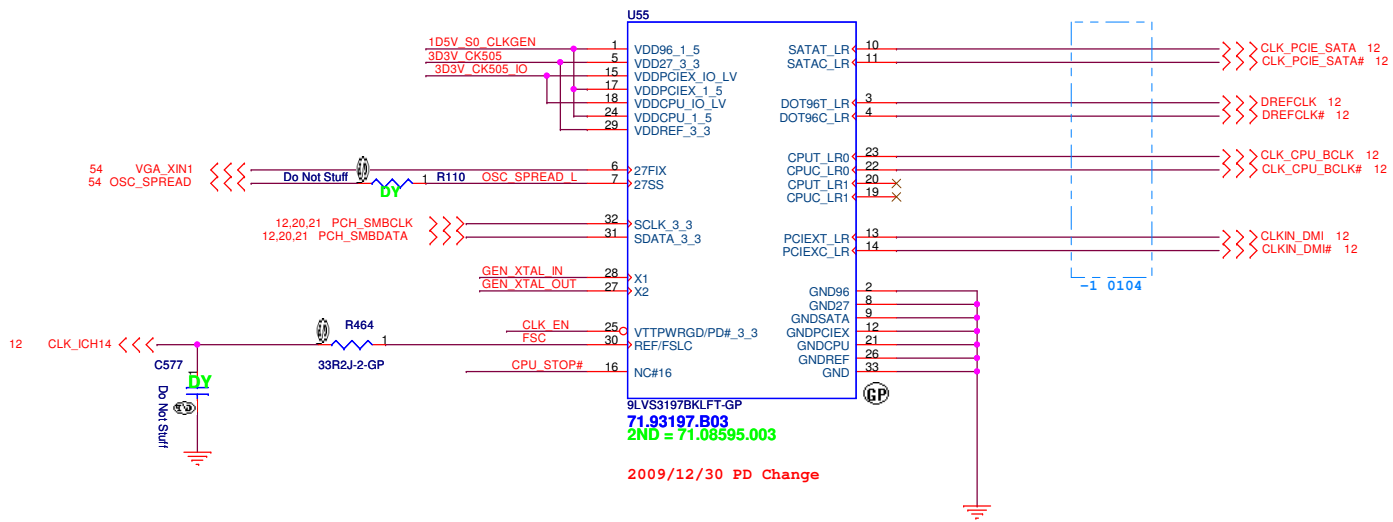 U55
1D5V_S0_CLKGEN
3D3V_CK505
3D3V_CK505_IO
1 VDD96_1_5
5 VDD27_3_3
15 VDDPCIEX_IO_LV
17 VDDPCIEX_1_5
18 VDDCPU_IO_LV
24 VDDCPU_1_5
29 VDDREF_3_3
54 VGA_XIN1
6 27FIX
54 OSC_SPREAD
Do Not Stuff
DY
1 R110 OSC_SPREAD_L
7 27SS
12,20,21 PCH_SMBCLK
32 SCLK_3_3
12,20,21 PCH_SMBDATA
31 SDATA_3_3
GEN_XTAL_IN
28 X1
GEN_XTAL_OUT
27 X2
CLK_EN
25 VTTPWRGD/PD#_3_3
12 CLK_ICH14
R464
1
33R2J-2-GP
FSC
30 REF/FSLC
CPU_STOP#
16 NC#16
C577
1
DY
Do Not Stuff
SATAT_LR 10 CLK_PCIE_SATA 12
SATAC_LR 11 CLK_PCIE_SATA# 12
DOT96T_LR 3 DREFCLK 12
DOT96C_LR 4 DREFCLK# 12
CPUT_LR0 23 CLK_CPU_BCLK 12
CPUC_LR0 22 CLK_CPU_BCLK# 12
CPUT_LR1 20
CPUC_LR1 19
PCIEXT_LR 13 CLKIN_DMI 12
PCIEXC_LR 14 CLKIN_DMI# 12
-1 0104
GND96 2
GND27 8
GNDSATA 9
GNDPCIEX 12
GNDCPU 21
GNDREF 26
GND 33
GP
9LVS3197BKLFT-GP
71.93197.B03
2ND = 71.08595.003
2009/12/30 PD Change